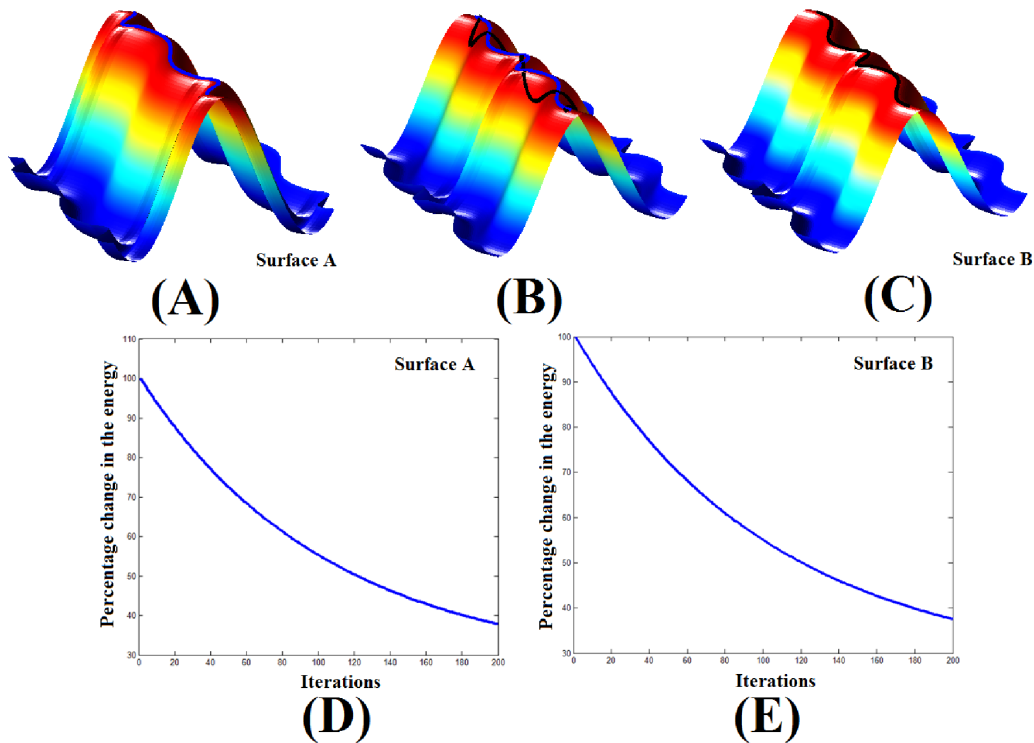 Surface A
Surface B
(A)
(B)
(C)
110
100
90
80
70
60
50
40
30
0 20 40 60 80 100 120 140 160 180 200
Percentage change in the energy
Surface A
Iterations
(D)
100
90
80
70
60
50
40
30
0 20 40 60 80 100 120 140 160 180 200
Percentage change in the energy
Surface B
Iterations
(E)